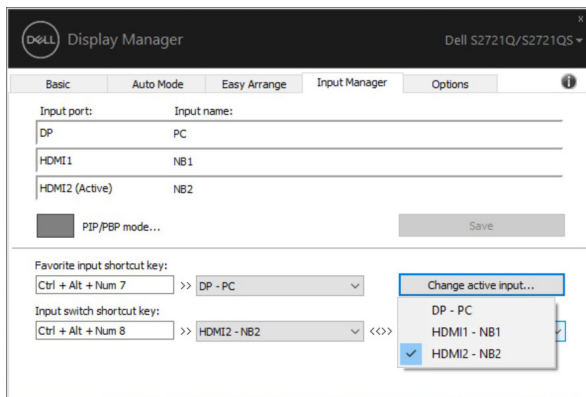 DELL Display Manager
Dell S2721Q/S2721QS
Basic Auto Mode Easy Arrange Input Manager Options
Input port: Input name:
DP PC
HDMI1 NB1
HDMI2 (Active) NB2
PIP/PBP mode... Save
Favorite input shortcut key:
Ctrl + Alt + Num 7 >> DP - PC Change active input...
Input switch shortcut key:
Ctrl + Alt + Num 8 >> HDMI2 - NB2 <<>>
DP - PC
HDMI1 - NB1
HDMI2 - NB2